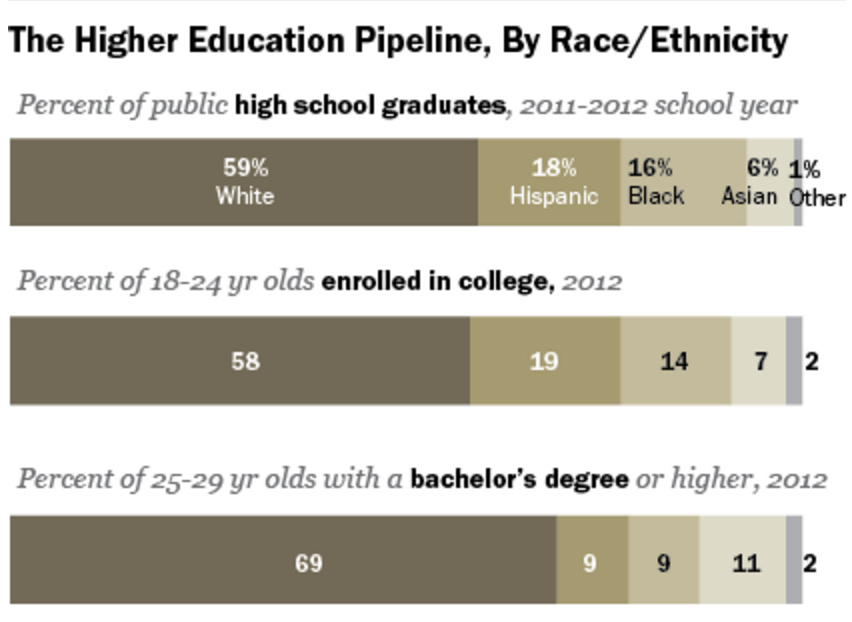 The Higher Education Pipeline, By Race/Ethnicity
Percent of public high school graduates, 2011-2012 school year
59% 18% 16% 6% 1%
White Hispanic Black Asian Other
Percent of 18-24 yr olds enrolled in college, 2012
58 19 14 7 2
Percent of 25-29 yr olds with a bachelor's degree or higher, 2012
69 9 9 11 2